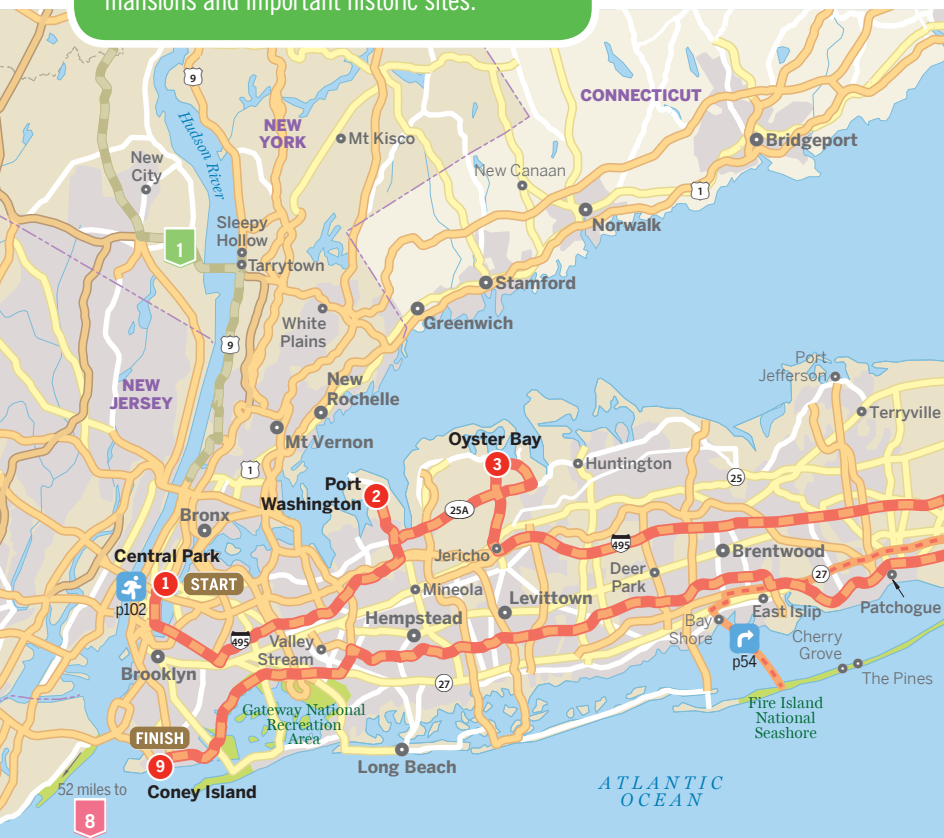 mansions and important historic sites.
9
CONNECTICUT
NEW
YORK
Mt Kisco
Bridgeport
Hudson River
New
City
New Canaan
1
Norwalk
Sleepy
Hollow
1
Tarrytown
Stamford
White
Plains
Greenwich
9
Port
Jefferson
NEW
JERSEY
New
Rochelle
Terryville
Mt Vernon
Oyster Bay
3
Huntington
1
25
Port
Washington
2
25A
Bronx
495
Jericho
Brentwood
Central Park
1
START
p102
Deer
Park
27
Mineola
Levittown
Hempstead
East Islip
Patchogue
495
Valley
Stream
Bay
Shore
p54
Cherry
Grove
The Pines
Brooklyn
27
Gateway National
Recreation
Area
Fire Island
National
Seashore
FINISH
9
Coney Island
Long Beach
ATLANTIC
OCEAN
52 miles to
8